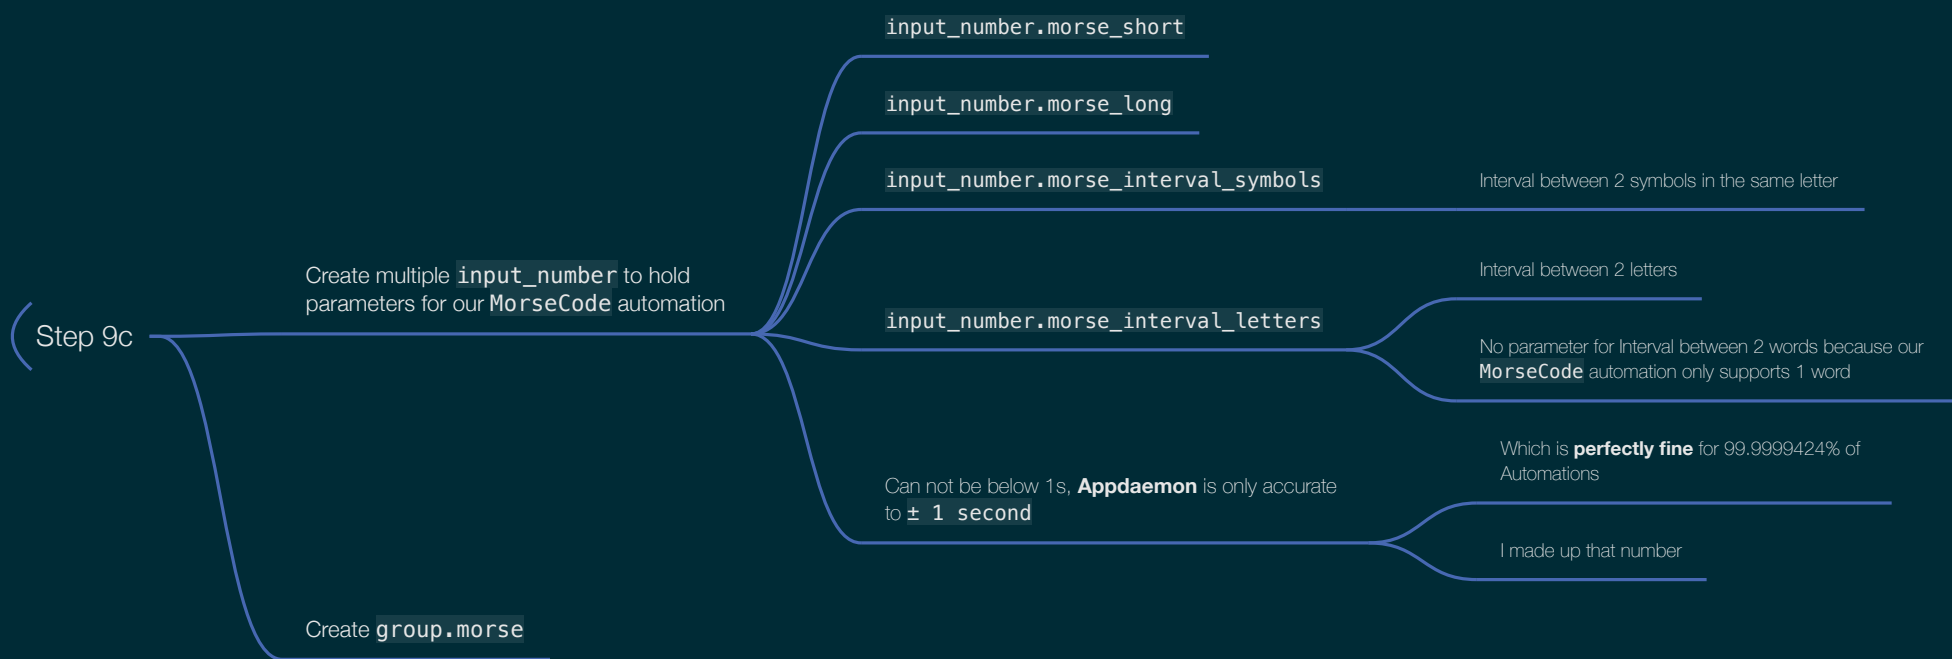 Step 9c
Create multiple input_number to hold
parameters for our MorseCode automation
input_number.morse_short
input_number.morse_long
input_number.morse_interval_symbols
Interval between 2 symbols in the same letter
input_number.morse_interval_letters
Interval between 2 letters
No parameter for Interval between 2 words because our
MorseCode automation only supports 1 word
Can not be below 1s, Appdaemon is only accurate
to ± 1 second
Which is perfectly fine for 99.9999424% of
Automations
I made up that number
Create group.morse